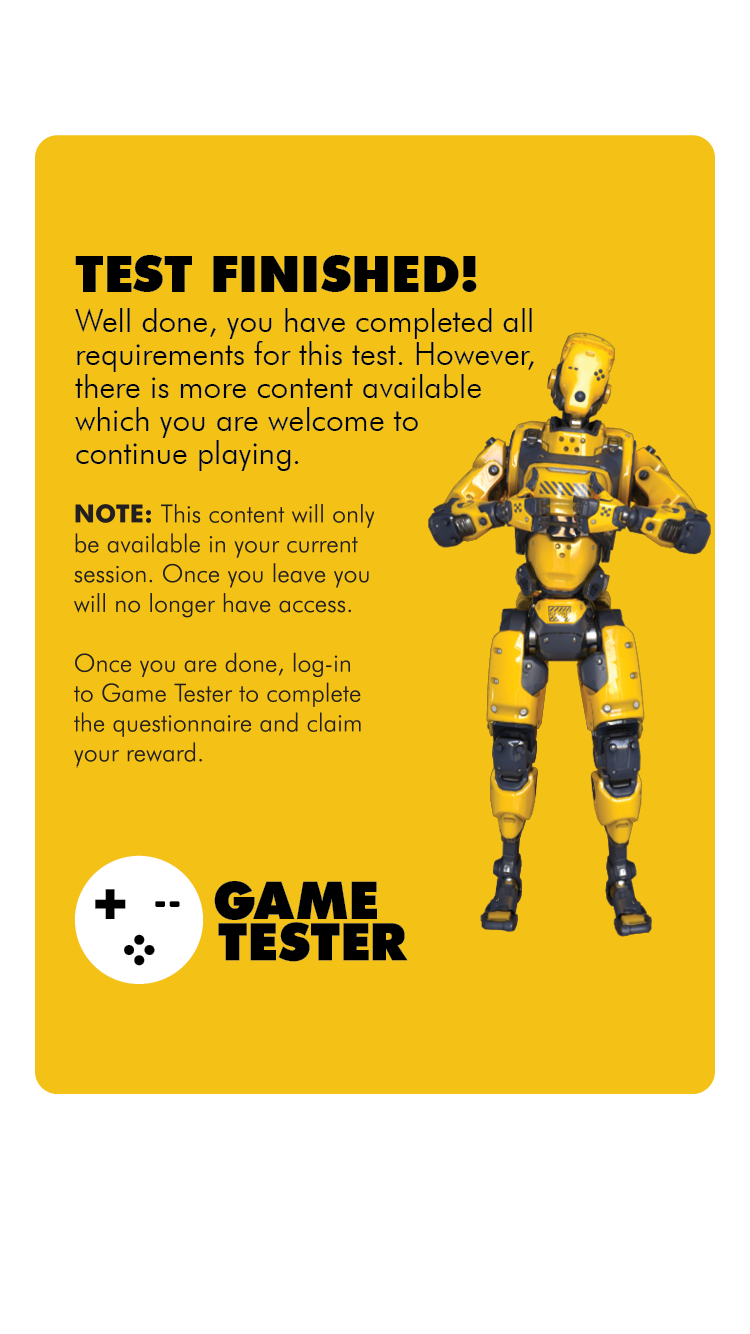 TEST FINISHED!
Well done, you have completed all
requirements for this test. However,
there is more content available
which you are welcome to
continue playing.
NOTE: This content will only
be available in your current
session. Once you leave you
will no longer have access.
Once you are done, log-in
to Game Tester to complete
the questionnaire and claim
your reward.
GAME
TESTER